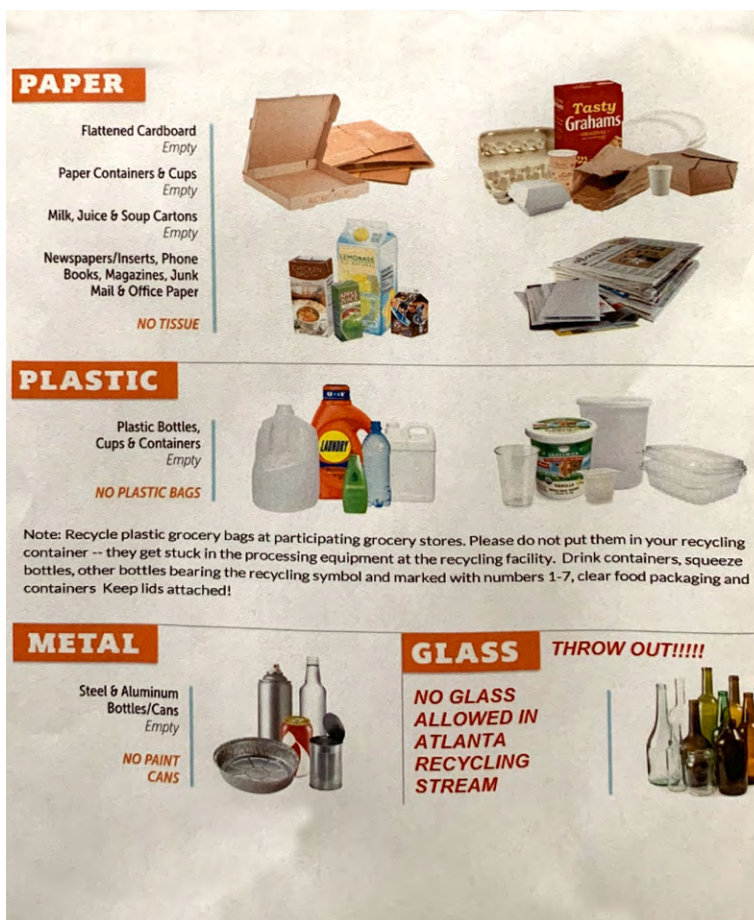 PAPER
Flattened Cardboard
Empty
Paper Containers & Cups
Empty
Milk, Juice & Soup Cartons
Empty
Newspapers/Inserts, Phone
Books, Magazines, Junk
Mail & Office Paper
NO TISSUE
Tasty
Grahams
CHICKEN
BROTH
LEMONADE
APPLE
JUICE
PLASTIC
Plastic Bottles,
Cups & Containers
Empty
NO PLASTIC BAGS
LAUNDRY
VANILLA
Note: Recycle plastic grocery bags at participating grocery stores. Please do not put them in your recycling
container -- they get stuck in the processing equipment at the recycling facility. Drink containers, squeeze
bottles, other bottles bearing the recycling symbol and marked with numbers 1-7, clear food packaging and
containers Keep lids attached!
METAL
Steel & Aluminum
Bottles/Cans
Empty
NO PAINT
CANS
GLASS
THROW OUT!!!!!
NO GLASS
ALLOWED IN
ATLANTA
RECYCLING
STREAM